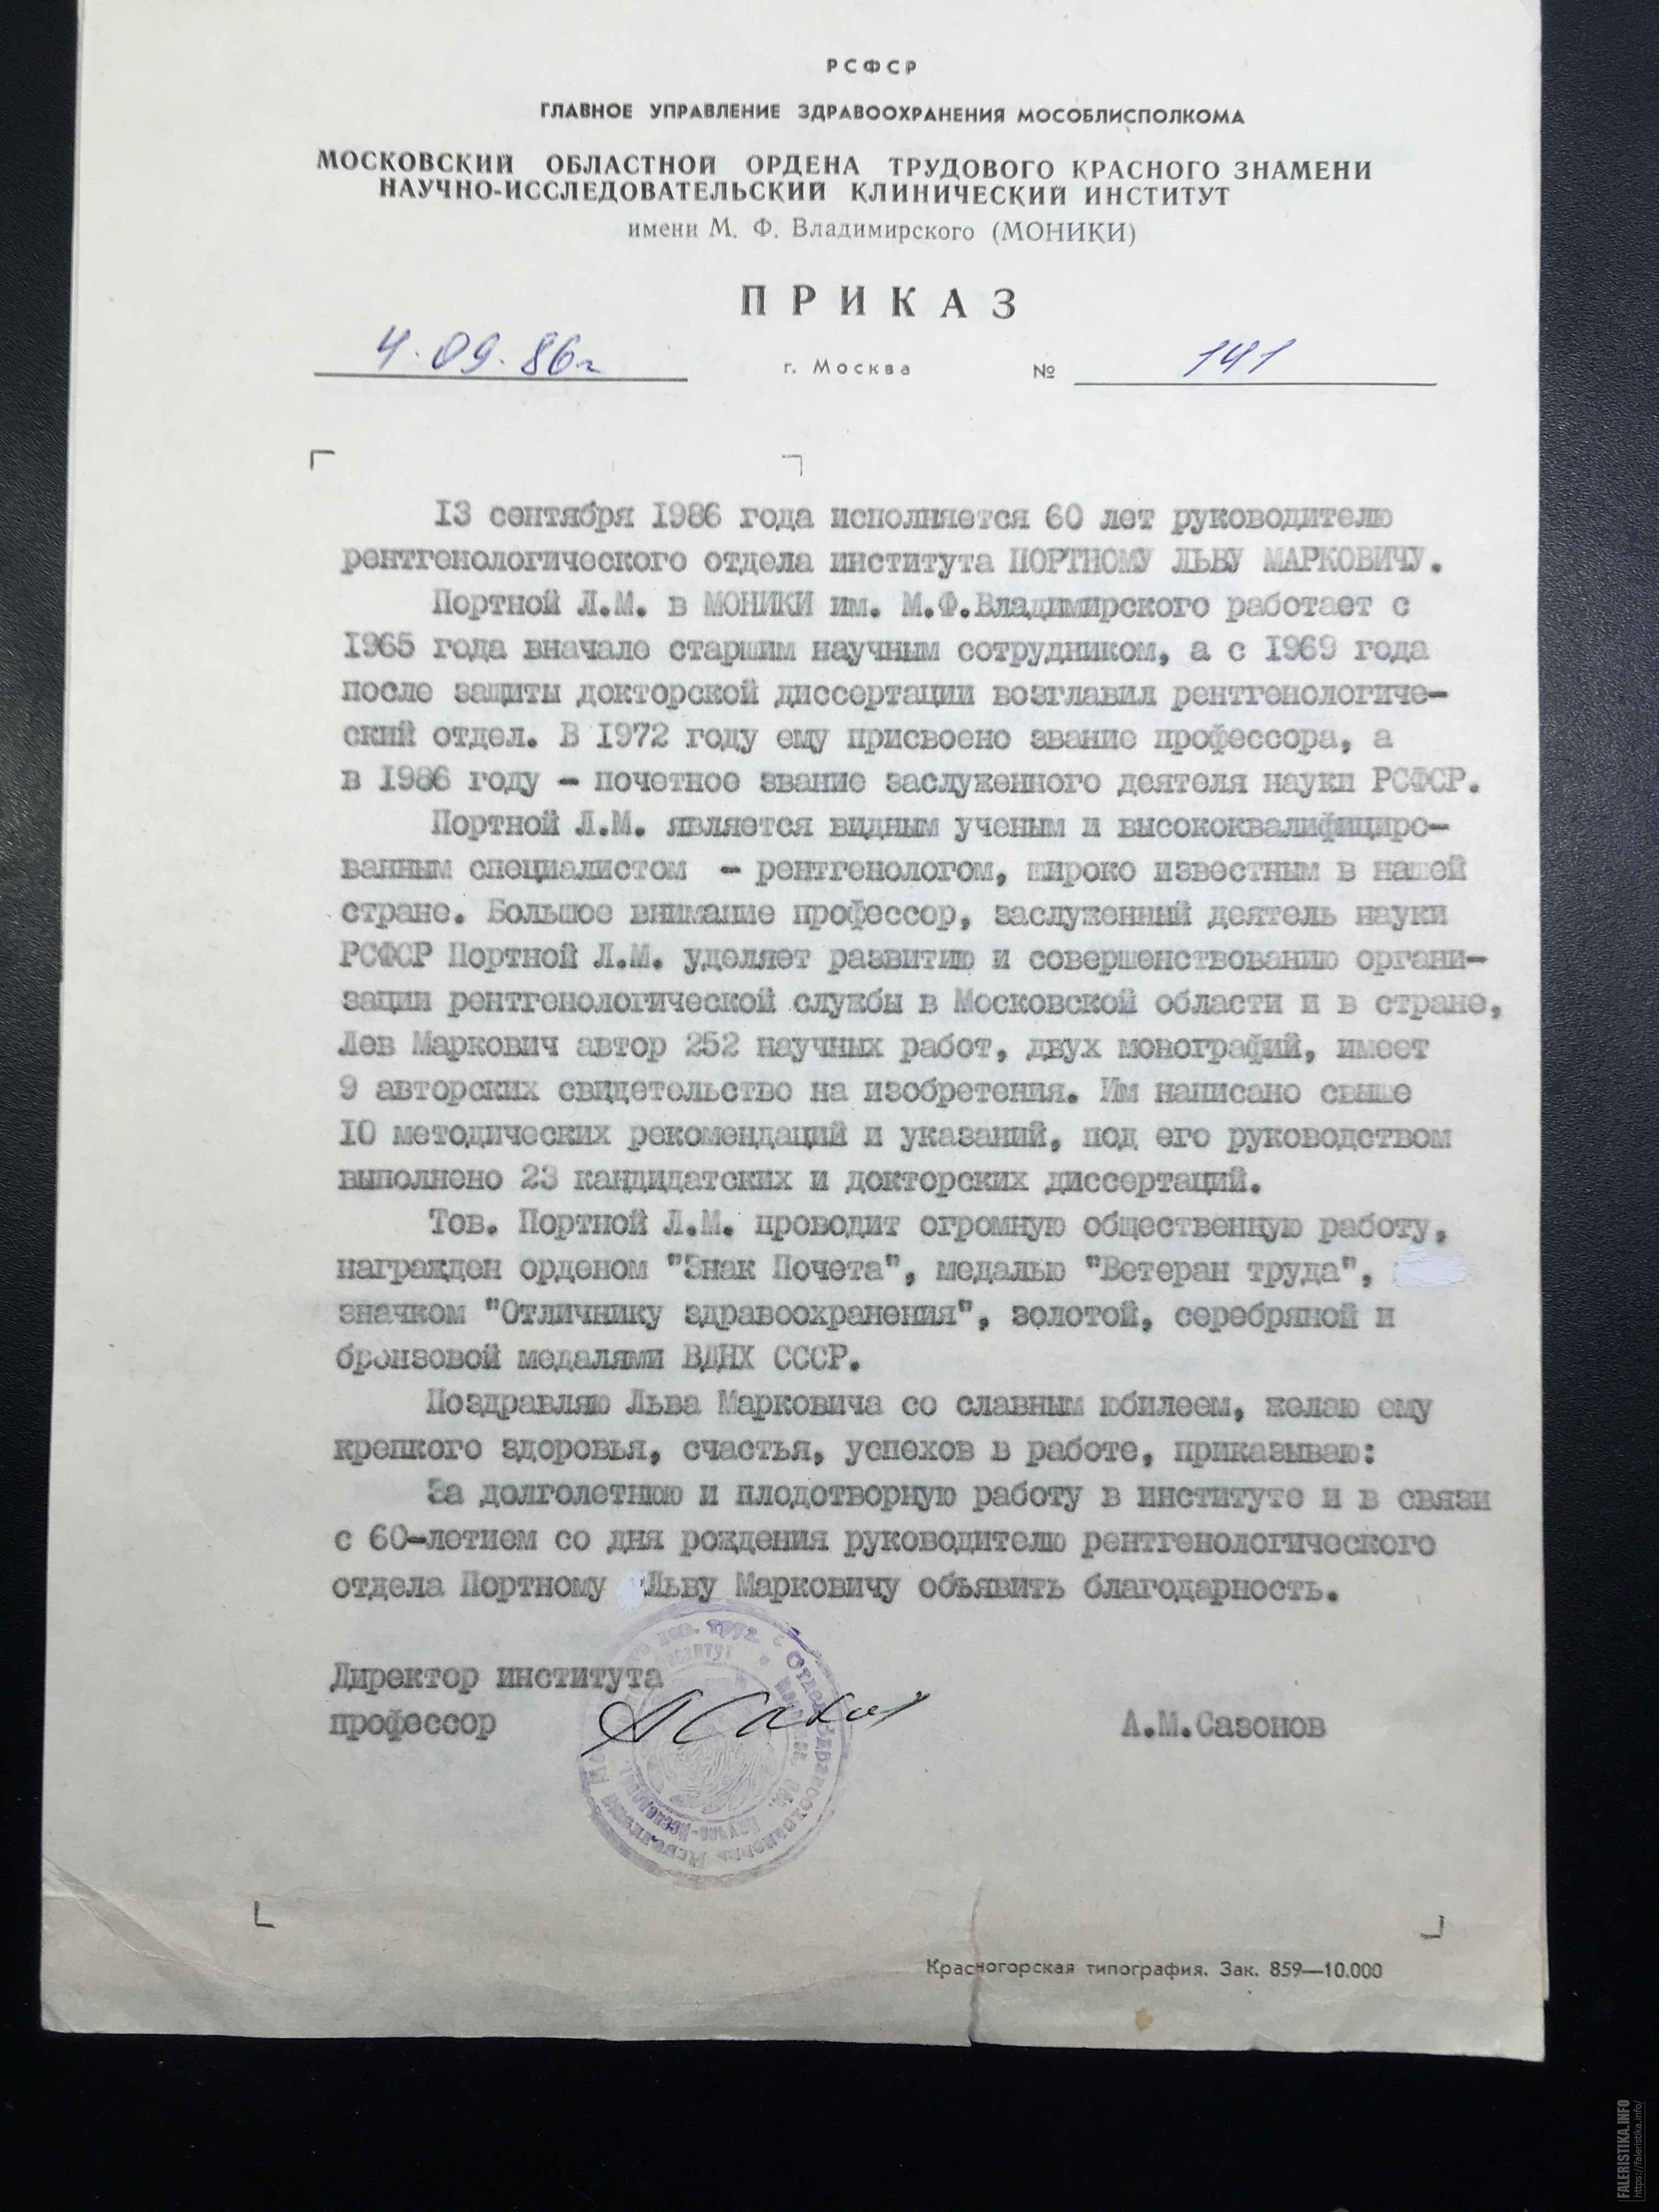 РСФСР
ГЛАВНОЕ УПРАВЛЕНИЕ ЗДРАВООХРАНЕНИЯ МОСОБЛИСПОЛКОМА
МОСКОВСКИЙ ОБЛАСТНОЙ ОРДЕНА ТРУДОВОГО КРАСНОГО ЗНАМЕНИ
НАУЧНО-ИССЛЕДОВАТЕЛЬСКИЙ КЛИНИЧЕСКИЙ ИНСТИТУТ
имени М. Ф. Владимирского (МОНИКИ)
ПРИКАЗ
4.09.86г г. Москва № 141
13 сентября 1986 года исполняется 60 лет руководителю
рентгенологического отдела института ПОРТНОМУ ЛЬВУ МАРКОВИЧУ.
Портной Л.М. в МОНИКИ им. М.Ф.Владимирского работает с
1965 года вначале старшим научным сотрудником, а с 1969 года
после защиты докторской диссертации возглавил рентгенологиче-
ский отдел. В 1972 году ему присвоено звание профессора, а
в 1986 году - почетное звание заслуженного деятеля науки РСФСР.
Портной Л.М. является видным ученым и высококвалифициро-
ванным специалистом - рентгенологом, широко известным в нашей
стране. Большое внимание профессор, заслуженный деятель науки
РСФСР Портной Л.М. уделяет развитию и совершенствованию органи-
зации рентгенологической службы в Московской области и в стране,
Лев Маркович автор 252 научных работ, двух монографий, имеет
9 авторских свидетельство на изобретения. Им написано свыше
10 методических рекомендаций и указаний, под его руководством
выполнено 23 кандидатских и докторских диссертаций.
Тов. Портной Л.М. проводит огромную общественную работу,
награжден орденом "Знак Почета", медалью "Ветеран труда",
значком "Отличнику здравоохранения", золотой, серебряной и
бронзовой медалями ВДНХ СССР.
Поздравляю Льва Марковича со славным юбилеем, желаю ему
крепкого здоровья, счастья, успехов в работе, приказываю:
За долголетнюю и плодотворную работу в институте и в связи
с 60-летием со дня рождения руководителю рентгенологического
отдела Портному Льву Марковичу объявить благодарность.
Директор института
профессор А.М.Сазонов
Красногорская типография. Зак. 859—10.000
FALERISTIKA.INFO
https://faleristika.info/